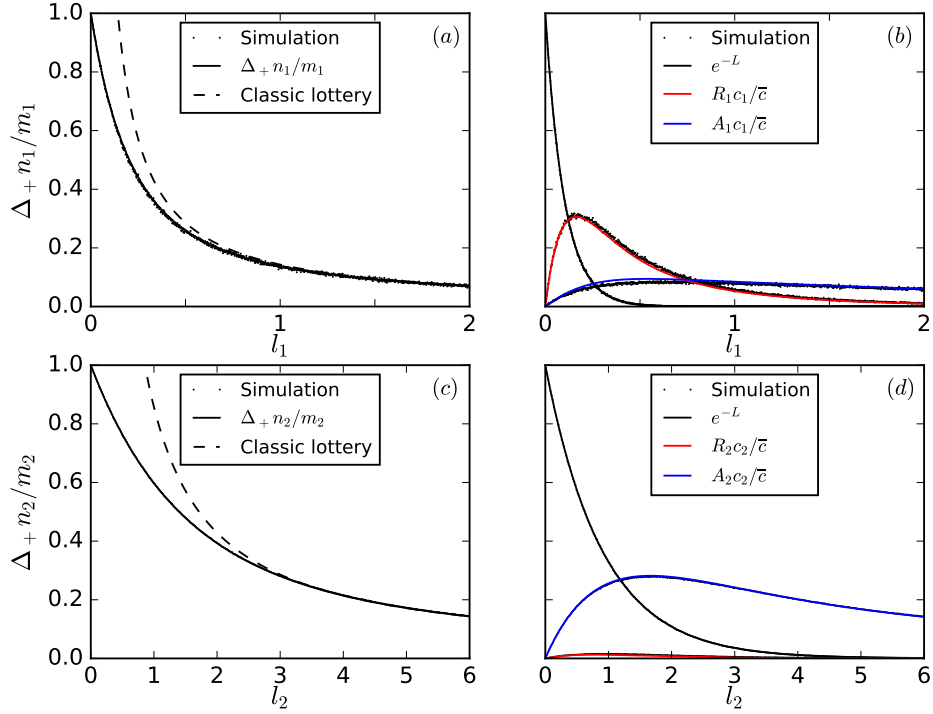 (a)
Simulation
Δ₊n₁/m₁
Classic lottery
Δ₊n₁/m₁
1.0
0.8
0.6
0.4
0.2
0.0
0 1 2
l₁
(b)
Simulation
e^{-L}
R₁c₁/c̅
A₁c₁/c̅
0 1 2
l₁
(c)
Simulation
Δ₊n₂/m₂
Classic lottery
Δ₊n₂/m₂
1.0
0.8
0.6
0.4
0.2
0.0
0 1 2 3 4 5 6
l₂
(d)
Simulation
e^{-L}
R₂c₂/c̅
A₂c₂/c̅
0 1 2 3 4 5 6
l₂